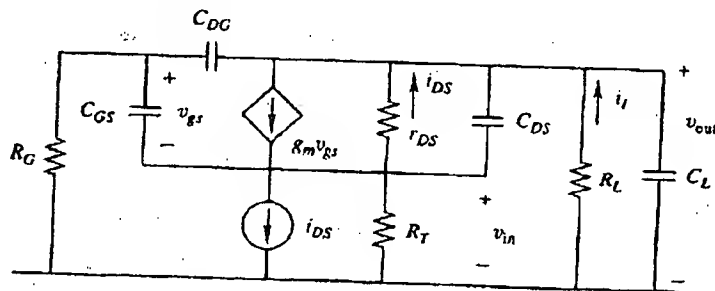 C_DG
i_DS
i_l
+
+
C_GS
v_gs
r_DS
C_DS
v_out
R_G
−
g_m v_gs
R_L
C_L
+
i_DS
R_T
v_in
−
−